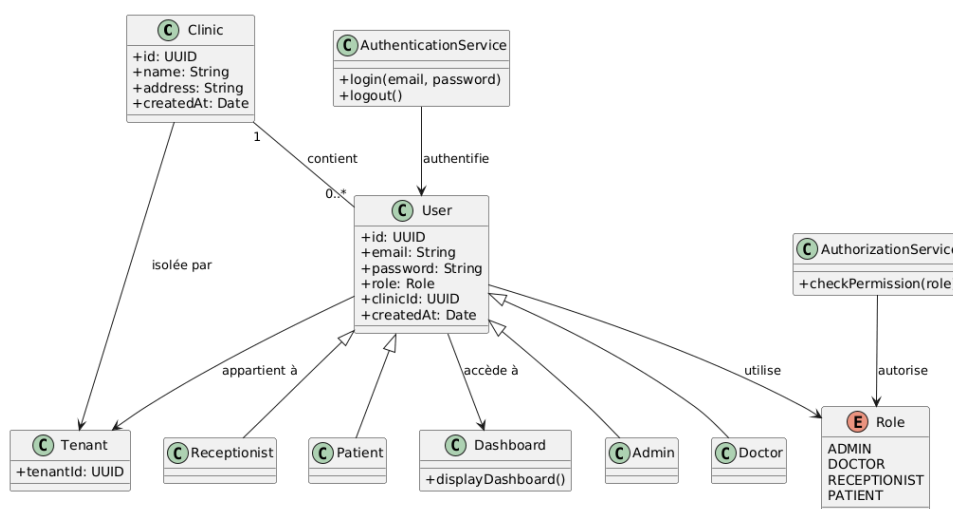 C Clinic
+id: UUID
+name: String
+address: String
+createdAt: Date
C AuthenticationService
+login(email, password)
+logout()
1
contient
authentifie
0..*
C User
+id: UUID
+email: String
+password: String
+role: Role
+clinicId: UUID
+createdAt: Date
C AuthorizationService
+checkPermission(role)
isolée par
appartient à
accède à
utilise
autorise
C Tenant
+tenantId: UUID
C Receptionist
C Patient
C Dashboard
+displayDashboard()
C Admin
C Doctor
E Role
ADMIN
DOCTOR
RECEPTIONIST
PATIENT